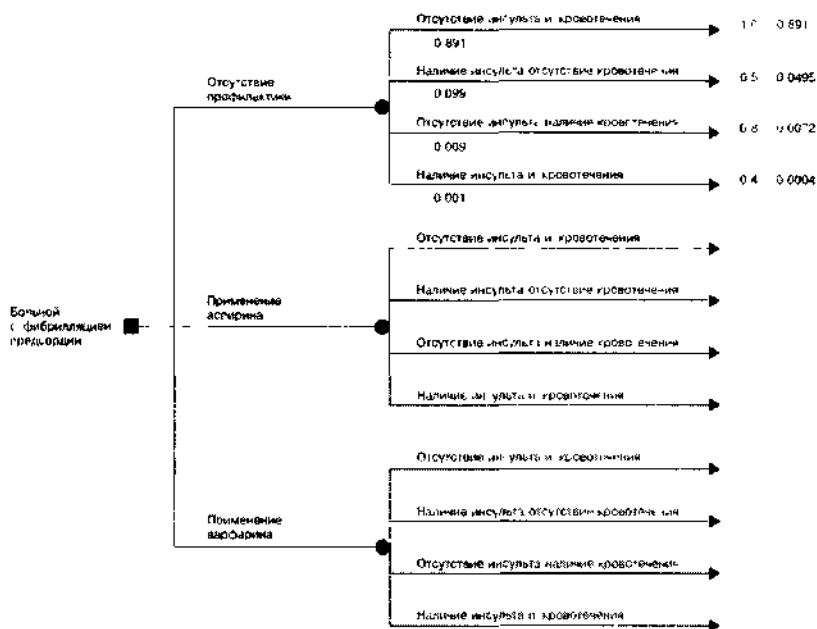 Отсутствие инсульта и кровотечения
0.891
1.0 0.891
Отсутствие
профилактики
Наличие инсульта отсутствие кровотечения
0.099
0.5 0.0495
Отсутствие инсульта наличие кровотечения
0.009
0.8 0.0072
Наличие инсульта и кровотечения
0.001
0.4 0.0004
Отсутствие инсульта и кровотечения
Применение
аспирина
Наличие инсульта отсутствие кровотечения
Больной
с фибрилляцией
предсердий
Отсутствие инсульта наличие кровотечения
Наличие инсульта и кровотечения
Отсутствие инсульта и кровотечения
Применение
варфарина
Наличие инсульта отсутствие кровотечения
Отсутствие инсульта наличие кровотечения
Наличие инсульта и кровотечения